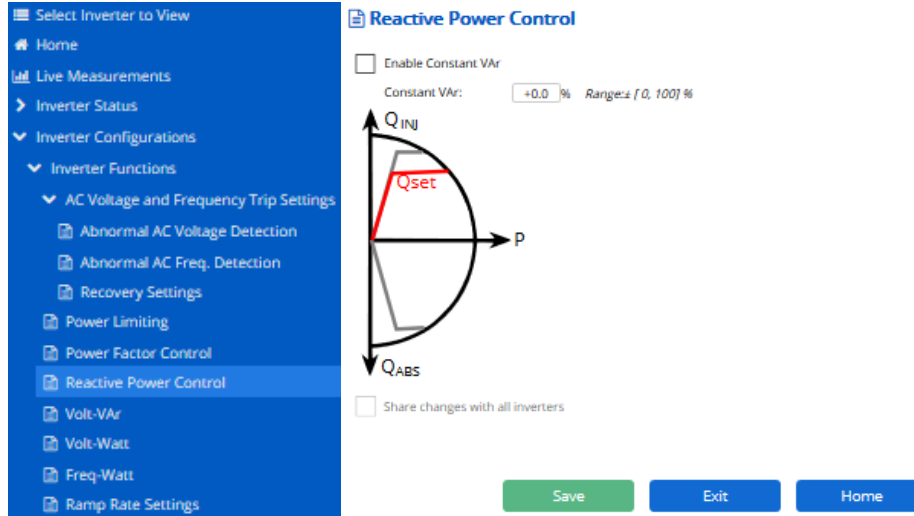 Select Inverter to View
Home
Live Measurements
Inverter Status
Inverter Configurations
Inverter Functions
AC Voltage and Frequency Trip Settings
Abnormal AC Voltage Detection
Abnormal AC Freq. Detection
Recovery Settings
Power Limiting
Power Factor Control
Reactive Power Control
Volt-VAr
Volt-Watt
Freq-Watt
Ramp Rate Settings
Reactive Power Control
Enable Constant VAr
Constant VAr: +0.0 % Range:± [ 0, 100] %
Q INJ
Qset
P
QABS
Share changes with all inverters
Save Exit Home